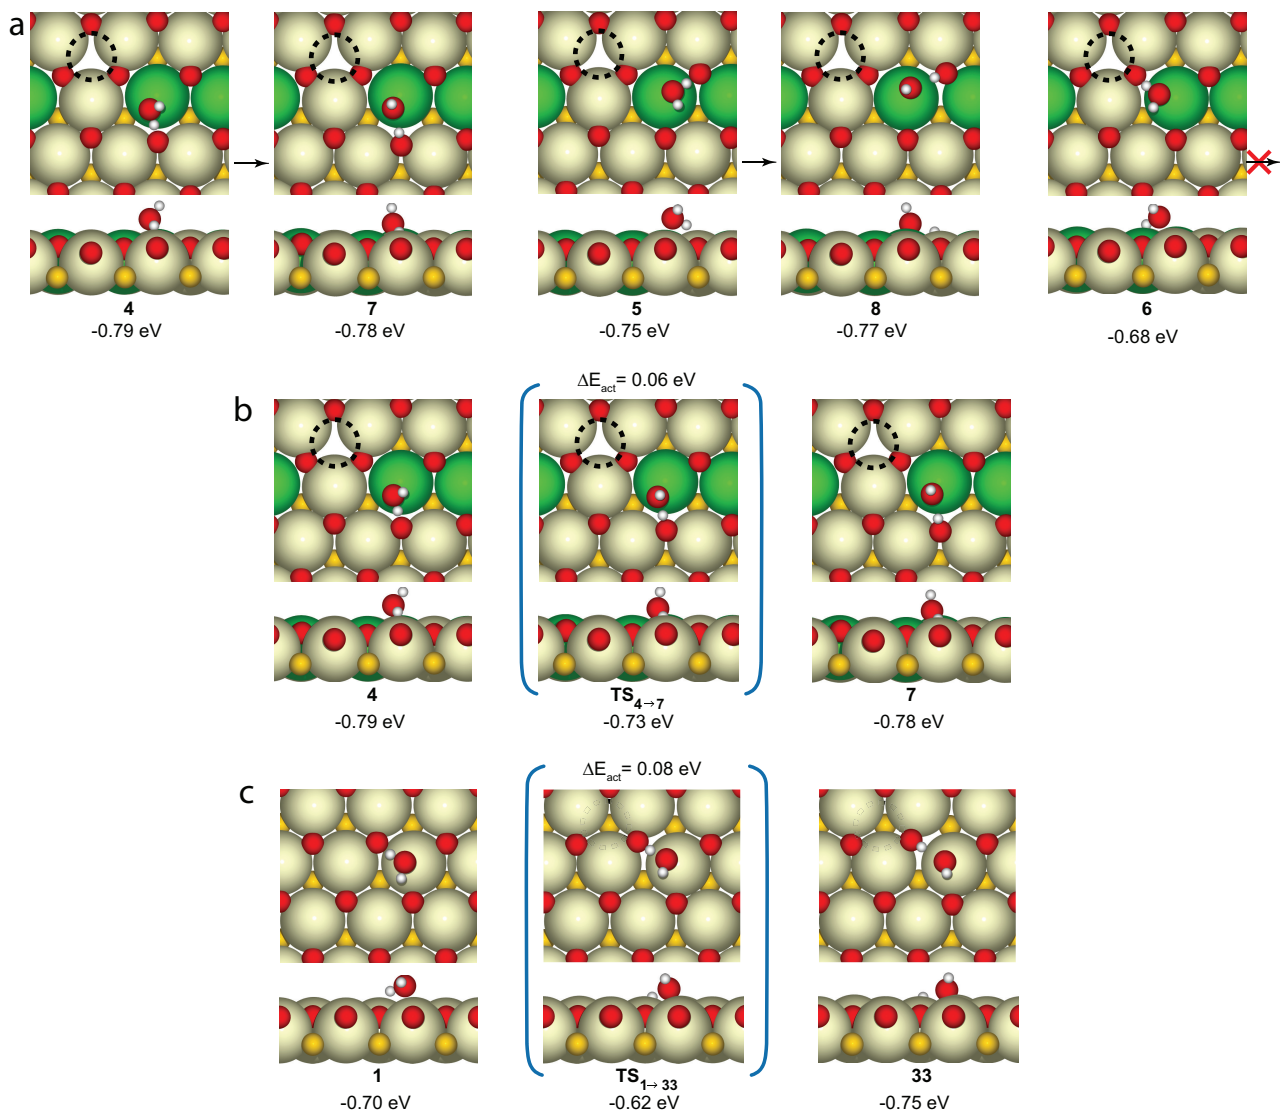 a
4
7
5
8
6
-0.79 eV
-0.78 eV
-0.75 eV
-0.77 eV
-0.68 eV
ΔEact= 0.06 eV
b
4
TS4→7
7
-0.79 eV
-0.73 eV
-0.78 eV
ΔEact= 0.08 eV
c
1
TS1→33
33
-0.70 eV
-0.62 eV
-0.75 eV